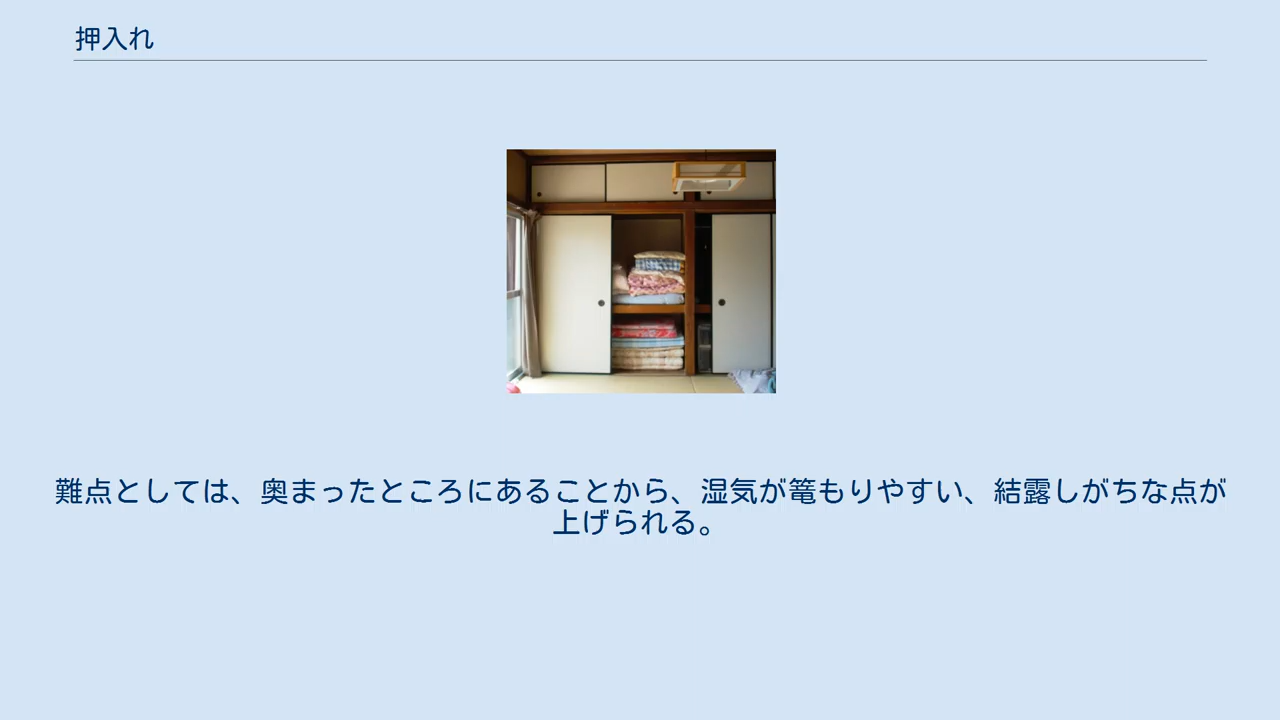 押入れ
難点としては、奥まったところにあることから、湿気が篭もりやすい、結露しがちな点が
上げられる。